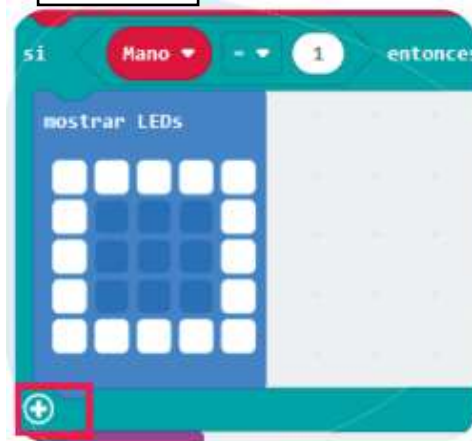 si Mano = 1 entonces
mostrar LEDs